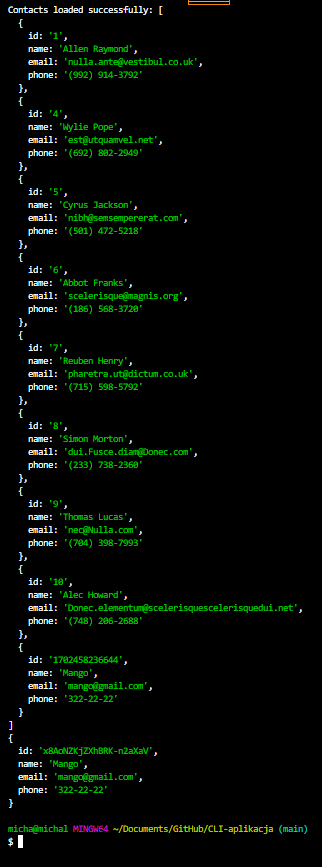 Contacts loaded successfully: [
  {
    id: '1',
    name: 'Allen Raymond',
    email: 'nulla.ante@vestibul.co.uk',
    phone: '(992) 914-3792'
  },
  {
    id: '4',
    name: 'Wylie Pope',
    email: 'est@utquamvel.net',
    phone: '(692) 802-2949'
  },
  {
    id: '5',
    name: 'Cyrus Jackson',
    email: 'nibh@semsempererat.com',
    phone: '(501) 472-5218'
  },
  {
    id: '6',
    name: 'Abbot Franks',
    email: 'scelerisque@magnis.org',
    phone: '(186) 568-3720'
  },
  {
    id: '7',
    name: 'Reuben Henry',
    email: 'pharetra.ut@dictum.co.uk',
    phone: '(715) 598-5792'
  },
  {
    id: '8',
    name: 'Simon Morton',
    email: 'dui.Fusce.diam@Donec.com',
    phone: '(233) 738-2360'
  },
  {
    id: '9',
    name: 'Thomas Lucas',
    email: 'nec@Nulla.com',
    phone: '(704) 398-7993'
  },
  {
    id: '10',
    name: 'Alec Howard',
    email: 'Donec.elementum@scelerisquescelerisquedui.net',
    phone: '(748) 206-2688'
  },
  {
    id: '1702458236644',
    name: 'Mango',
    email: 'mango@gmail.com',
    phone: '322-22-22'
  }
]
{
  id: 'x8AoNZKjZXhBRK-n2aXaV',
  name: 'Mango',
  email: 'mango@gmail.com',
  phone: '322-22-22'
}
micha@michal MINGW64 ~/Documents/GitHub/CLI-aplikacja (main)
$